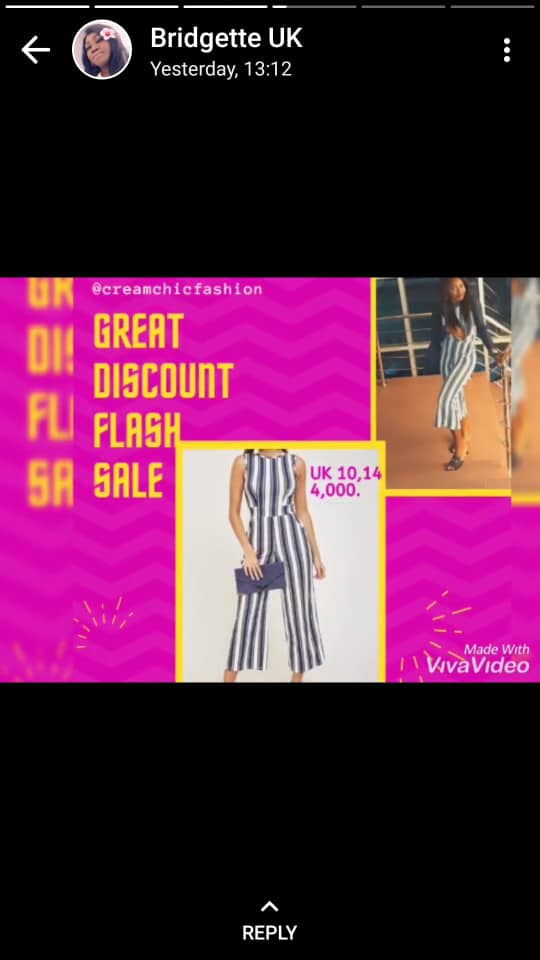 Bridgette UK
Yesterday, 13:12
@creamchicfashion
GREAT
DISCOUNT
FLASH
SALE
UK 10,14
4,000.
Made With
VivaVideo
REPLY